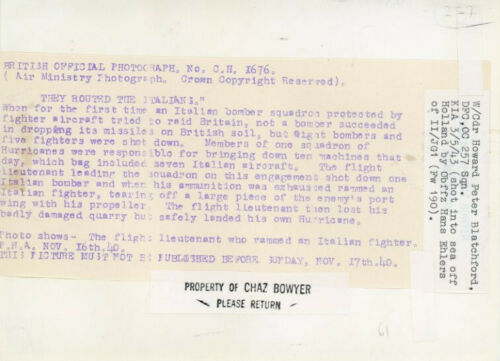 BRITISH OFFICIAL PHOTOGRAPH. No. C.H. 1676.
( Air Ministry Photograph. Crown Copyright Reserved).
THEY ROUTED THE ITALIANS."
When for the first time an Italian bomber squadron protected by
fighter aircraft tried to raid Britain, not a bomber succeeded
in dropping its missiles on British soil, but eight bombers and
five fighters were shot down. Members of one squadron of
Hurricanes were responsible for bringing down ten machines that
day, which bag included seven Italian aircraft. The flight
lieutenant leading the squadron on this engagement shot down one
Italian bomber and when his ammunition was exhausted rammed an
Italian fighter, tearing off a large piece of the enemy's port
wing with his propeller. The flight lieutenant then lost his
badly damaged quarry but safely landed his own Hurricane.
Photo shows- The flight lieutenant who rammed an Italian fighter.
P.N.A. NOV. 16th.40.
THIS PICTURE MUST NOT BE PUBLISHED BEFORE SUNDAY, NOV. 17th.40.
PROPERTY OF CHAZ BOWYER
PLEASE RETURN
W/Cdr Howard Peter Blatchford,
DFC.OC 257 Sqn.
KIA 3/5/43 (Shot into sea off
Holland by Obffz Hans Ehlers
of II/JG1 (FW 190).
61